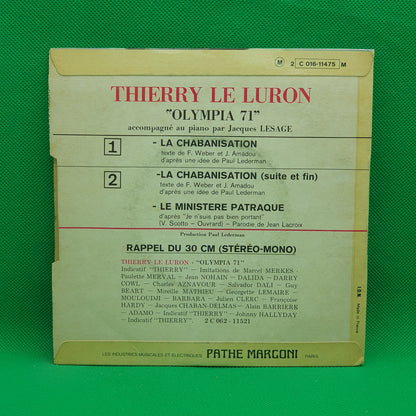 M 2 C 016-11475 M
THIERRY LE LURON
"OLYMPIA 71"
accompagné au piano par Jacques LESAGE
1 - LA CHABANISATION
texte de F. Weber et J. Amadou
d'après une idée de Paul Lederman
2 - LA CHABANISATION (suite et fin)
texte de F. Weber et J. Amadou
d'après une idée de Paul Lederman
- LE MINISTERE PATRAQUE
d'après "Je n'suis pas bien portant"
(V. Scotto - Ouvrard) - Parodie de Jean Lacroix
Production Paul Lederman
RAPPEL DU 30 CM (STÉRÉO-MONO)
THIERRY LE LURON - "OLYMPIA 71"
Indicatif "THIERRY" — Imitations de Marcel MERKES -
Paulette MERVAL — Jean NOHAIN - DALIDA - DARRY
COWL - Charles AZNAVOUR - Salvador DALI - Guy
BEART - Mireille MATHIEU - Georgette LEMAIRE -
MOULOUDJI - BARBARA - Julien CLERC - Françoise
HARDY - Jacques CHABAN-DELMAS - Alain BARRIERE
- ADAMO - Indicatif "THIERRY" - Johnny HALLYDAY
- Indicatif "THIERRY". 2 C 062 - 11521
Made in France
LES INDUSTRIES MUSICALES ET ELECTRIQUES PATHE MARCONI PARIS